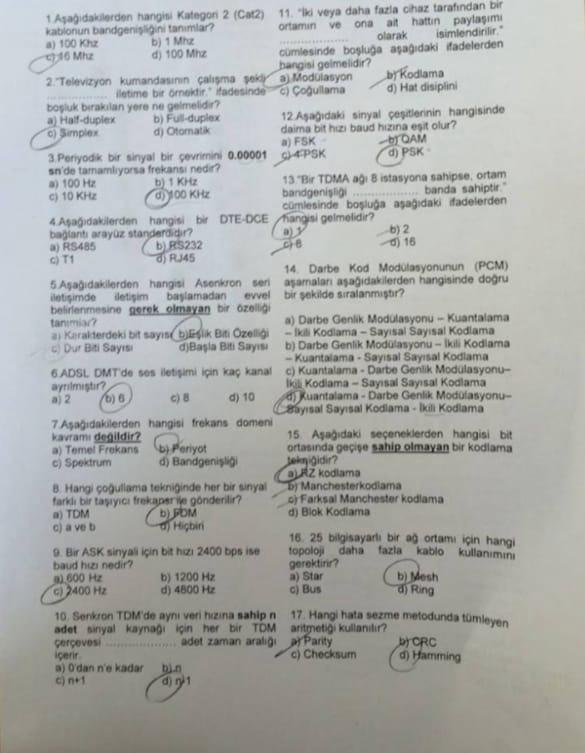 1.Aşağıdakilerden hangisi Kategori 2 (Cat2)
kablonun bandgenişliğini tanımlar?
a) 100 Khz b) 1 Mhz
c) 16 Mhz d) 100 Mhz
2."Televizyon kumandasının çalışma şekli
................ iletime bir örnektir." ifadesinde
boşluk bırakılan yere ne gelmelidir?
a) Half-duplex b) Full-duplex
c) Simplex d) Otomatik
3.Periyodik bir sinyal bir çevrimini 0.00001
sn'de tamamlıyorsa frekansı nedir?
a) 100 Hz b) 1 KHz
c) 10 KHz d) 100 KHz
4.Aşağıdakilerden hangisi bir DTE-DCE
bağlantı arayüz standerdıdır?
a) RS485 b) RS232
c) T1 d) RJ45
5.Aşağıdakilerden hangisi Asenkron seri
iletişimde iletişim başlamadan evvel
belirlenmesine gerek olmayan bir özelliği
tanımlar?
a) Karakterdeki bit sayısı b)Eşlik Biti Özelliği
c) Dur Biti Sayısı d)Başla Biti Sayısı
6.ADSL DMT'de ses iletişimi için kaç kanal
ayrılmıştır?
a) 2 b) 6 c) 8 d) 10
7.Aşağıdakilerden hangisi frekans domeni
kavramı değildir?
a) Temel Frekans b) Periyot
c) Spektrum d) Bandgenişliği
8. Hangi çoğullama tekniğinde her bir sinyal
farklı bir taşıyıcı frekansı ile gönderilir?
a) TDM b) FDM
c) a ve b d) Hiçbiri
9. Bir ASK sinyali için bit hızı 2400 bps ise
baud hızı nedir?
a) 600 Hz b) 1200 Hz
c) 2400 Hz d) 4800 Hz
10. Senkron TDM'de aynı veri hızına sahip n
adet sinyal kaynağı için her bir TDM
çerçevesi ................ adet zaman aralığı
içerir.
a) 0'dan n'e kadar b) n
c) n+1 d) n-1
11. "İki veya daha fazla cihaz tarafından bir
ortamın ve ona ait hattın paylaşımı
................ olarak isimlendirilir."
cümlesinde boşluğa aşağıdaki ifadelerden
hangisi gelmelidir?
a) Modülasyon b) Kodlama
c) Çoğullama d) Hat disiplini
12.Aşağıdaki sinyal çeşitlerinin hangisinde
daima bit hızı baud hızına eşit olur?
a) FSK b) QAM
c) 4-PSK d) PSK
13."Bir TDMA ağı 8 istasyona sahipse, ortam
bandgenişliği ................ banda sahiptir."
cümlesinde boşluğa aşağıdaki ifadelerden
hangisi gelmelidir?
a) 1 b) 2
c) 8 d) 16
14. Darbe Kod Modülasyonunun (PCM)
aşamaları aşağıdakilerden hangisinde doğru
bir şekilde sıralanmıştır?
a) Darbe Genlik Modülasyonu – Kuantalama
– İkili Kodlama – Sayısal Sayısal Kodlama
b) Darbe Genlik Modülasyonu – İkili Kodlama
– Kuantalama - Sayısal Sayısal Kodlama
c) Kuantalama - Darbe Genlik Modülasyonu–
İkili Kodlama – Sayısal Sayısal Kodlama
d) Kuantalama - Darbe Genlik Modülasyonu–
Sayısal Sayısal Kodlama - İkili Kodlama
15. Aşağıdaki seçeneklerden hangisi bit
ortasında geçişe sahip olmayan bir kodlama
tekniğidir?
a) RZ kodlama
b) Manchesterkodlama
c) Farksal Manchester kodlama
d) Blok Kodlama
16. 25 bilgisayarlı bir ağ ortamı için hangi
topoloji daha fazla kablo kullanımını
gerektirir?
a) Star b) Mesh
c) Bus d) Ring
17. Hangi hata sezme metodunda tümleyen
aritmetiği kullanılır?
a) Parity b) CRC
c) Checksum d) Hamming